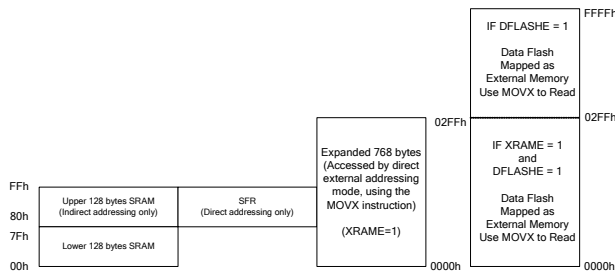 FFFFh
IF DFLASHE = 1
Data Flash
Mapped as
External Memory
Use MOVX to Read
02FFh
02FFh
Expanded 768 bytes
(Accessed by direct
external addressing
mode, using the
MOVX instruction)
(XRAME=1)
IF XRAME = 1
and
DFLASHE = 1
Data Flash
Mapped as
External Memory
Use MOVX to Read
FFh
Upper 128 bytes SRAM
(Indirect addressing only)
SFR
(Direct addressing only)
80h
7Fh
Lower 128 bytes SRAM
00h
0000h
0000h